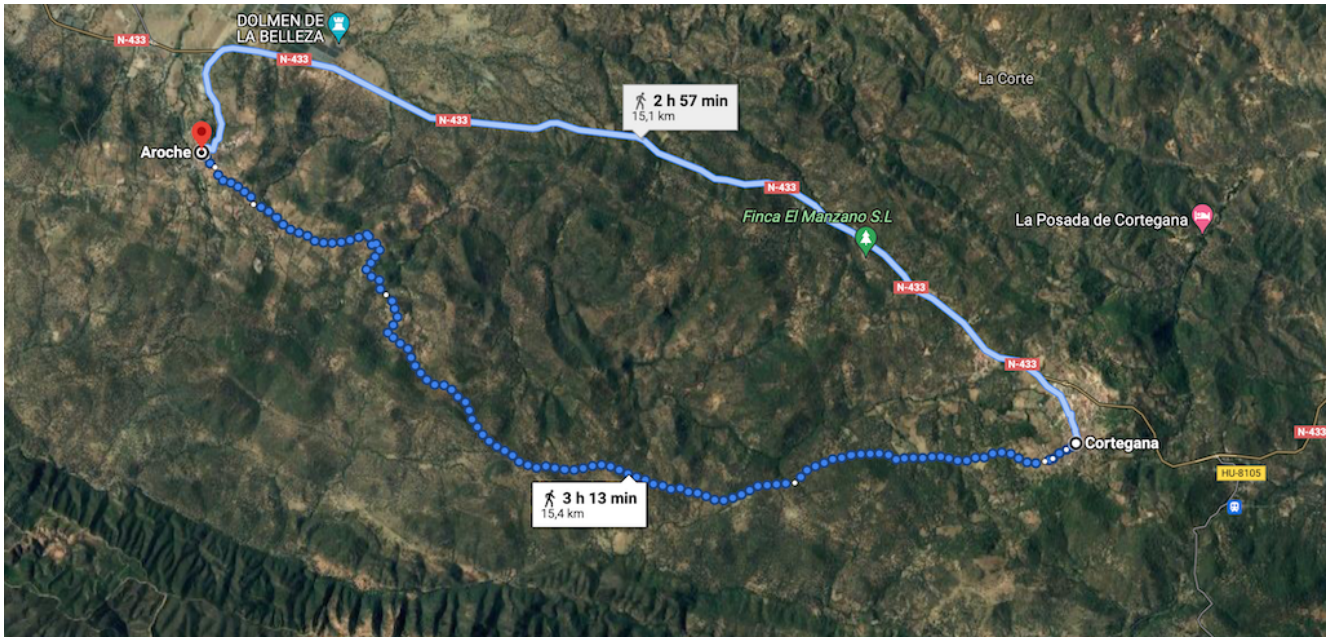 DOLMEN DE
LA BELLEZA
N-433
N-433
La Corte
2 h 57 min
15,1 km
N-433
Aroche
N-433
Finca El Manzano S.L
La Posada de Cortegana
N-433
N-433
N-433
Cortegana
HU-8105
3 h 13 min
15,4 km